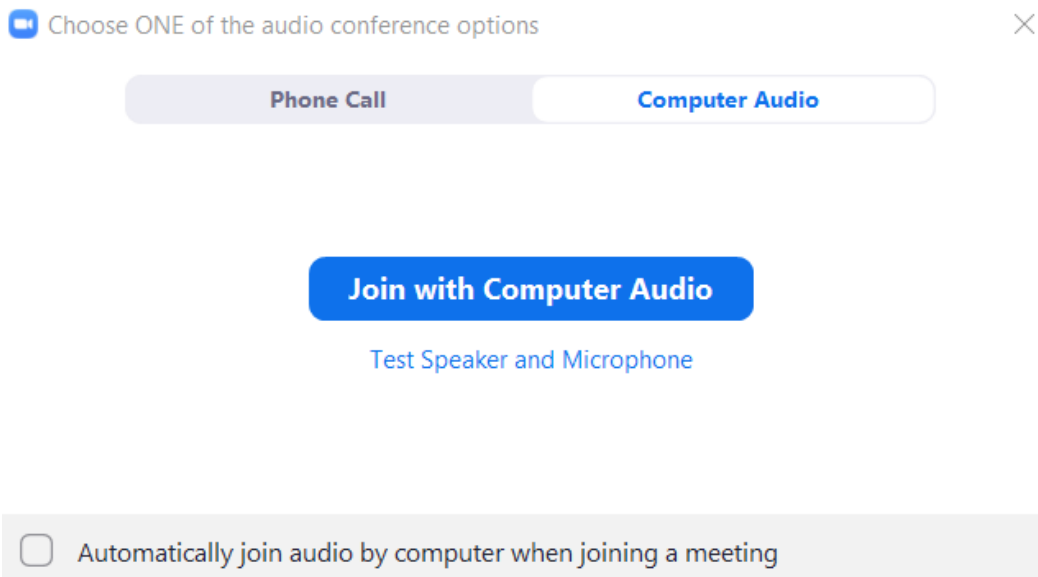 Choose ONE of the audio conference options
Phone Call
Computer Audio
Join with Computer Audio
Test Speaker and Microphone
Automatically join audio by computer when joining a meeting